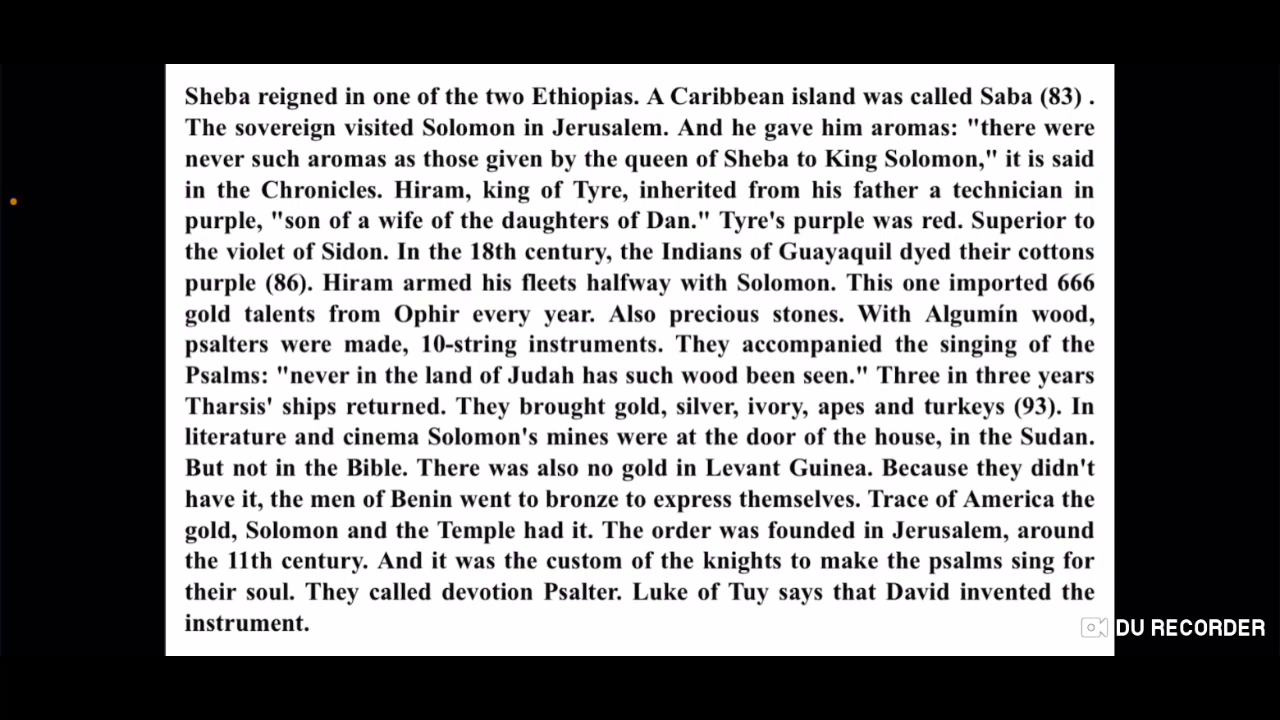 Sheba reigned in one of the two Ethiopias. A Caribbean island was called Saba (83) .
The sovereign visited Solomon in Jerusalem. And he gave him aromas: "there were
never such aromas as those given by the queen of Sheba to King Solomon," it is said
in the Chronicles. Hiram, king of Tyre, inherited from his father a technician in
purple, "son of a wife of the daughters of Dan." Tyre's purple was red. Superior to
the violet of Sidon. In the 18th century, the Indians of Guayaquil dyed their cottons
purple (86). Hiram armed his fleets halfway with Solomon. This one imported 666
gold talents from Ophir every year. Also precious stones. With Algumín wood,
psalters were made, 10-string instruments. They accompanied the singing of the
Psalms: "never in the land of Judah has such wood been seen." Three in three years
Tharsis' ships returned. They brought gold, silver, ivory, apes and turkeys (93). In
literature and cinema Solomon's mines were at the door of the house, in the Sudan.
But not in the Bible. There was also no gold in Levant Guinea. Because they didn't
have it, the men of Benin went to bronze to express themselves. Trace of America the
gold, Solomon and the Temple had it. The order was founded in Jerusalem, around
the 11th century. And it was the custom of the knights to make the psalms sing for
their soul. They called devotion Psalter. Luke of Tuy says that David invented the
instrument.
DU RECORDER